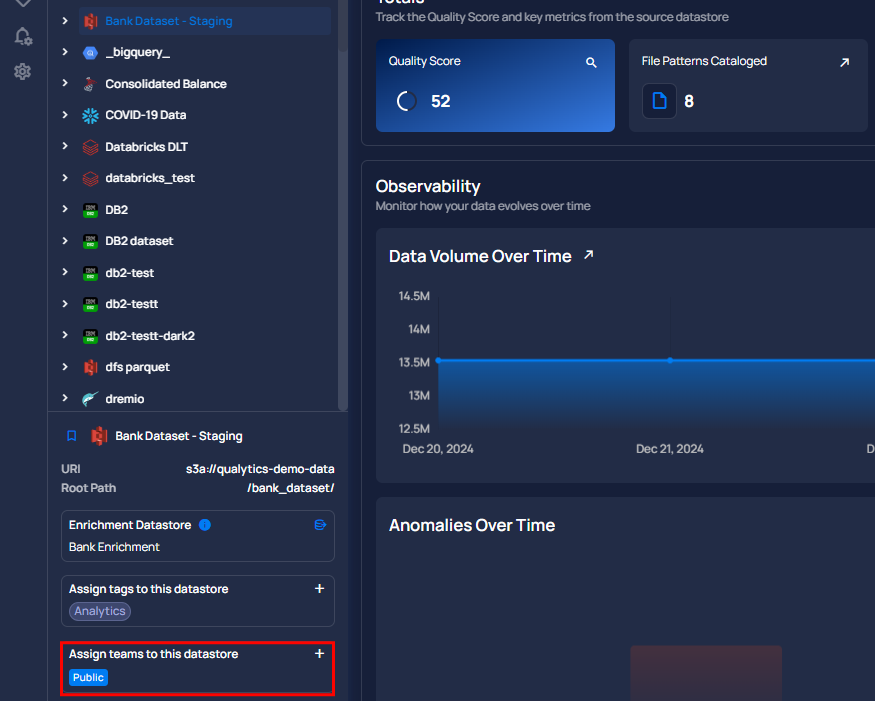 Bank Dataset - Staging
_bigquery_
Consolidated Balance
COVID-19 Data
Databricks DLT
databricks_test
DB2
DB2 dataset
db2-test
db2-testt
db2-testt-dark2
dfs parquet
dremio
Bank Dataset - Staging
URI s3a://qualytics-demo-data
Root Path /bank_dataset/
Enrichment Datastore
Bank Enrichment
Assign tags to this datastore
Analytics
Assign teams to this datastore
Public
Totals
Track the Quality Score and key metrics from the source datastore
Quality Score
52
File Patterns Cataloged
8
Observability
Monitor how your data evolves over time
Data Volume Over Time
14.5M
14M
13.5M
13M
12.5M
Dec 20, 2024 Dec 21, 2024 D
Anomalies Over Time